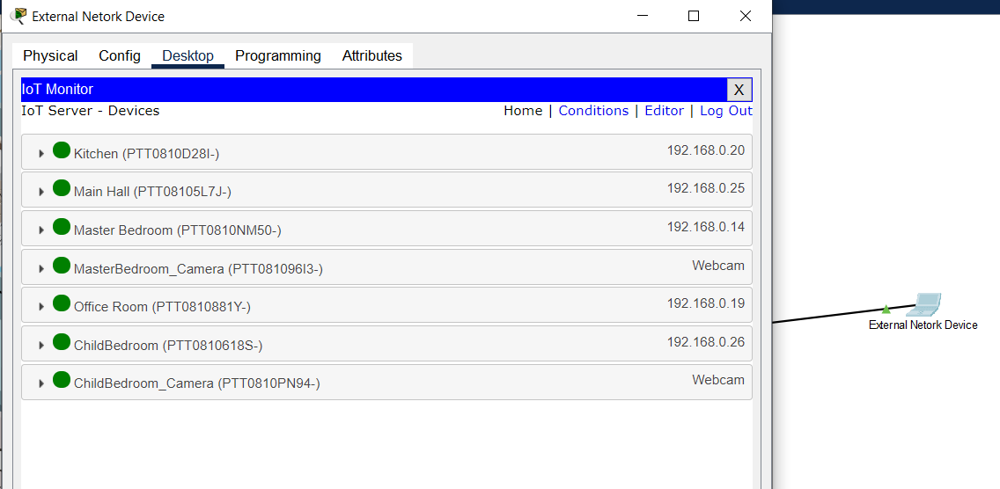 External Netork Device
Physical Config Desktop Programming Attributes
IoT Monitor X
IoT Server - Devices Home | Conditions | Editor | Log Out
Kitchen (PTT0810D28I-) 192.168.0.20
Main Hall (PTT08105L7J-) 192.168.0.25
Master Bedroom (PTT0810NM50-) 192.168.0.14
MasterBedroom_Camera (PTT081096I3-) Webcam
Office Room (PTT0810881Y-) 192.168.0.19
ChildBedroom (PTT0810618S-) 192.168.0.26
ChildBedroom_Camera (PTT0810PN94-) Webcam
External Netork Device